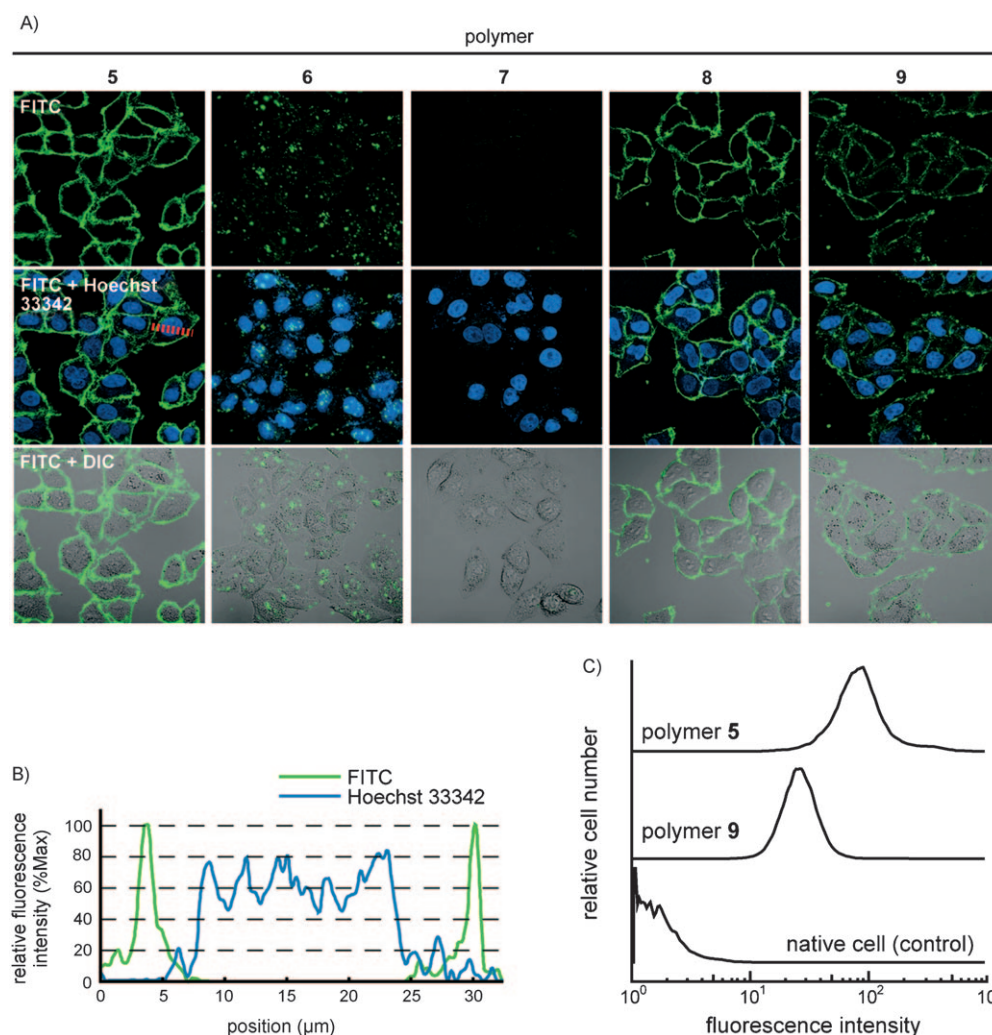 A)
polymer
5 6 7 8 9
FITC
FITC + Hoechst
33342
FITC + DIC
B)
FITC
Hoechst 33342
relative fluorescence
intensity (%Max)
100
80
60
40
20
0
0 5 10 15 20 25 30
position (µm)
C)
relative cell number
polymer 5
polymer 9
native cell (control)
10⁰ 10¹ 10² 10
fluorescence intensity